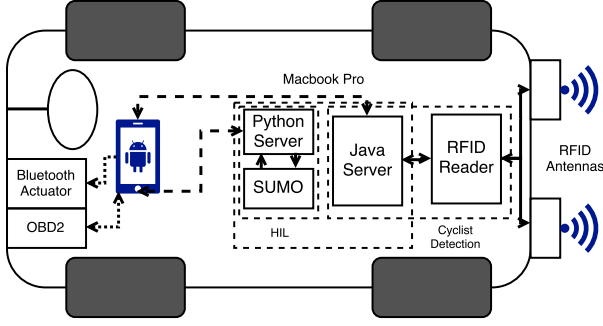 Macbook Pro
Python
Server
SUMO
Java
Server
RFID
Reader
RFID
Antennas
Bluetooth
Actuator
OBD2
HIL
Cyclist
Detection